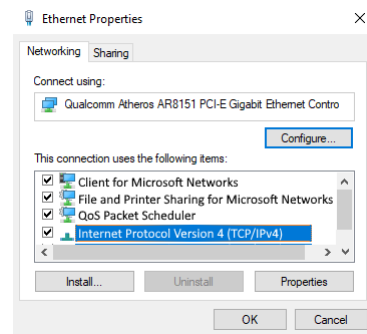 Ethernet Properties
Networking Sharing
Connect using:
Qualcomm Atheros AR8151 PCI-E Gigabit Ethernet Contro
Configure...
This connection uses the following items:
Client for Microsoft Networks
File and Printer Sharing for Microsoft Networks
QoS Packet Scheduler
Internet Protocol Version 4 (TCP/IPv4)
Install... Uninstall Properties
OK Cancel